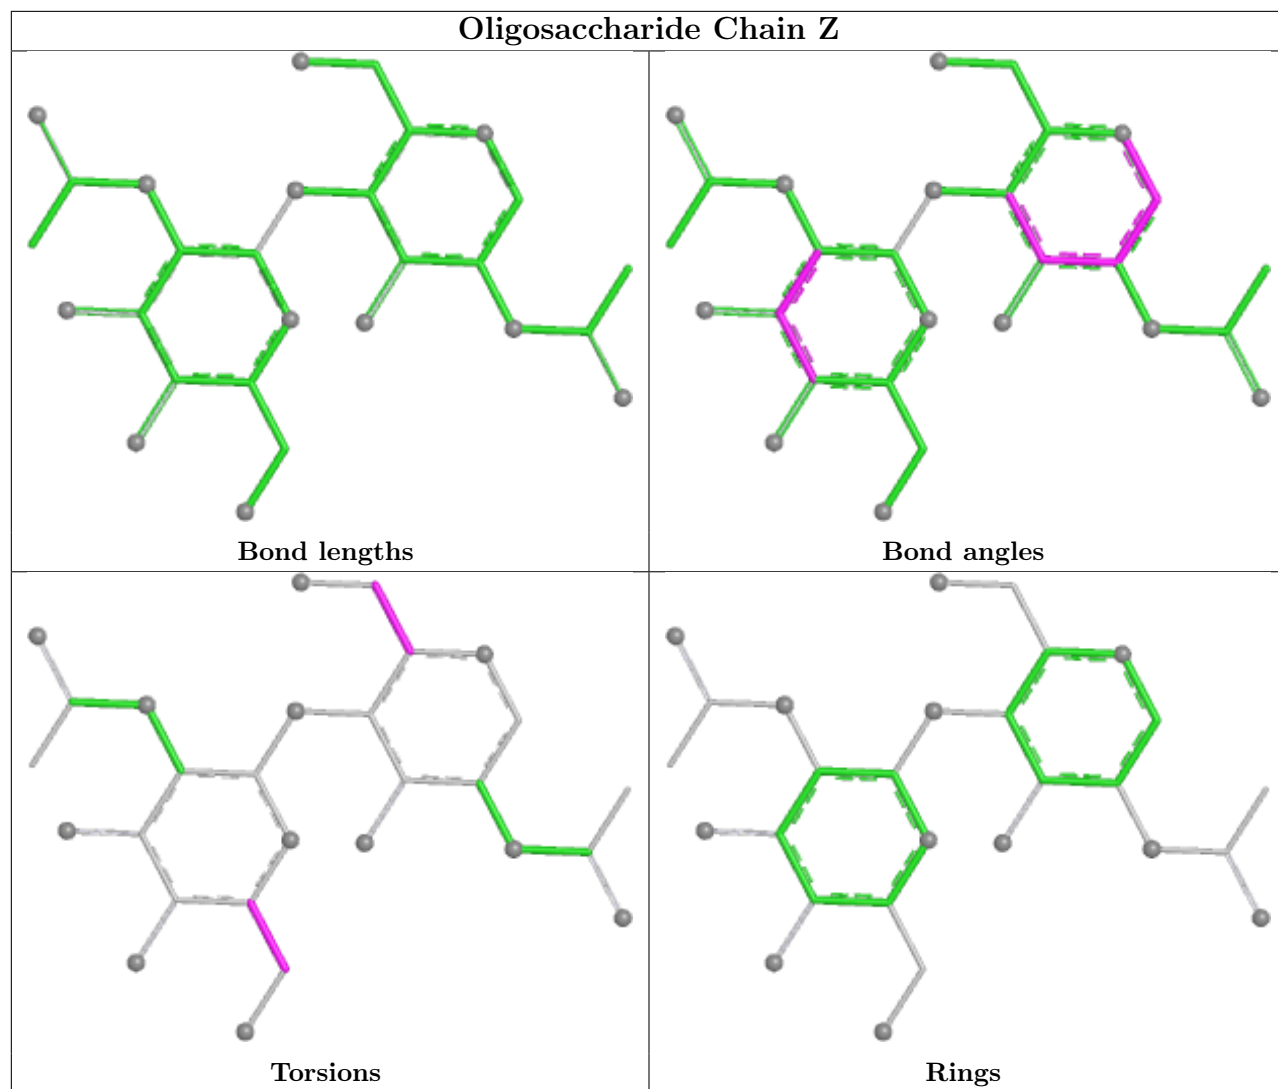 Oligosaccharide Chain Z
Bond lengths
Bond angles
Torsions
Rings